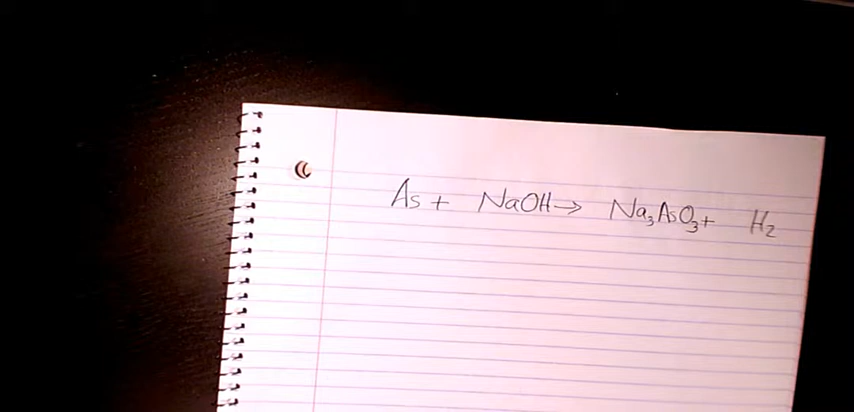 As + NaOH → Na₃AsO₃ + H₂